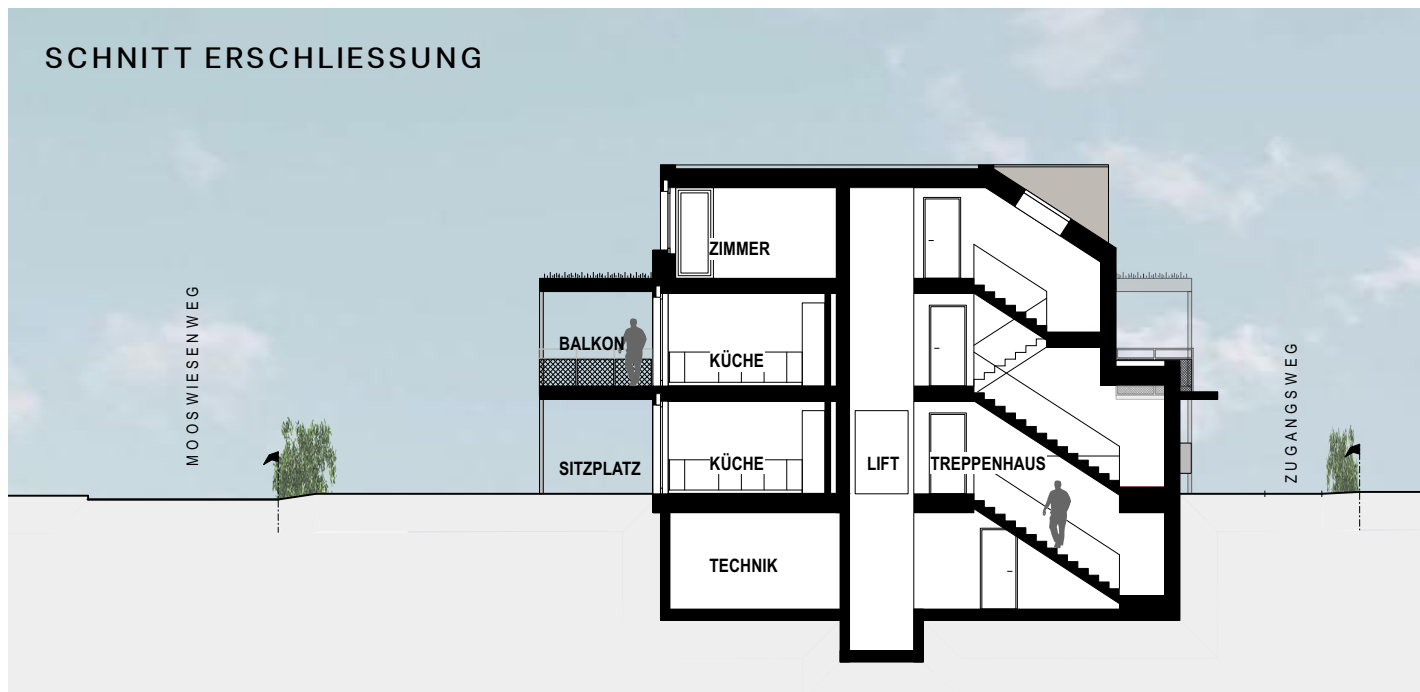 SCHNITT ERSCHLIESSUNG
ZIMMER
MOOSWIESENWEG
BALKON
KÜCHE
ZUGANGSWEG
SITZPLATZ
KÜCHE
LIFT
TREPPENHAUS
TECHNIK